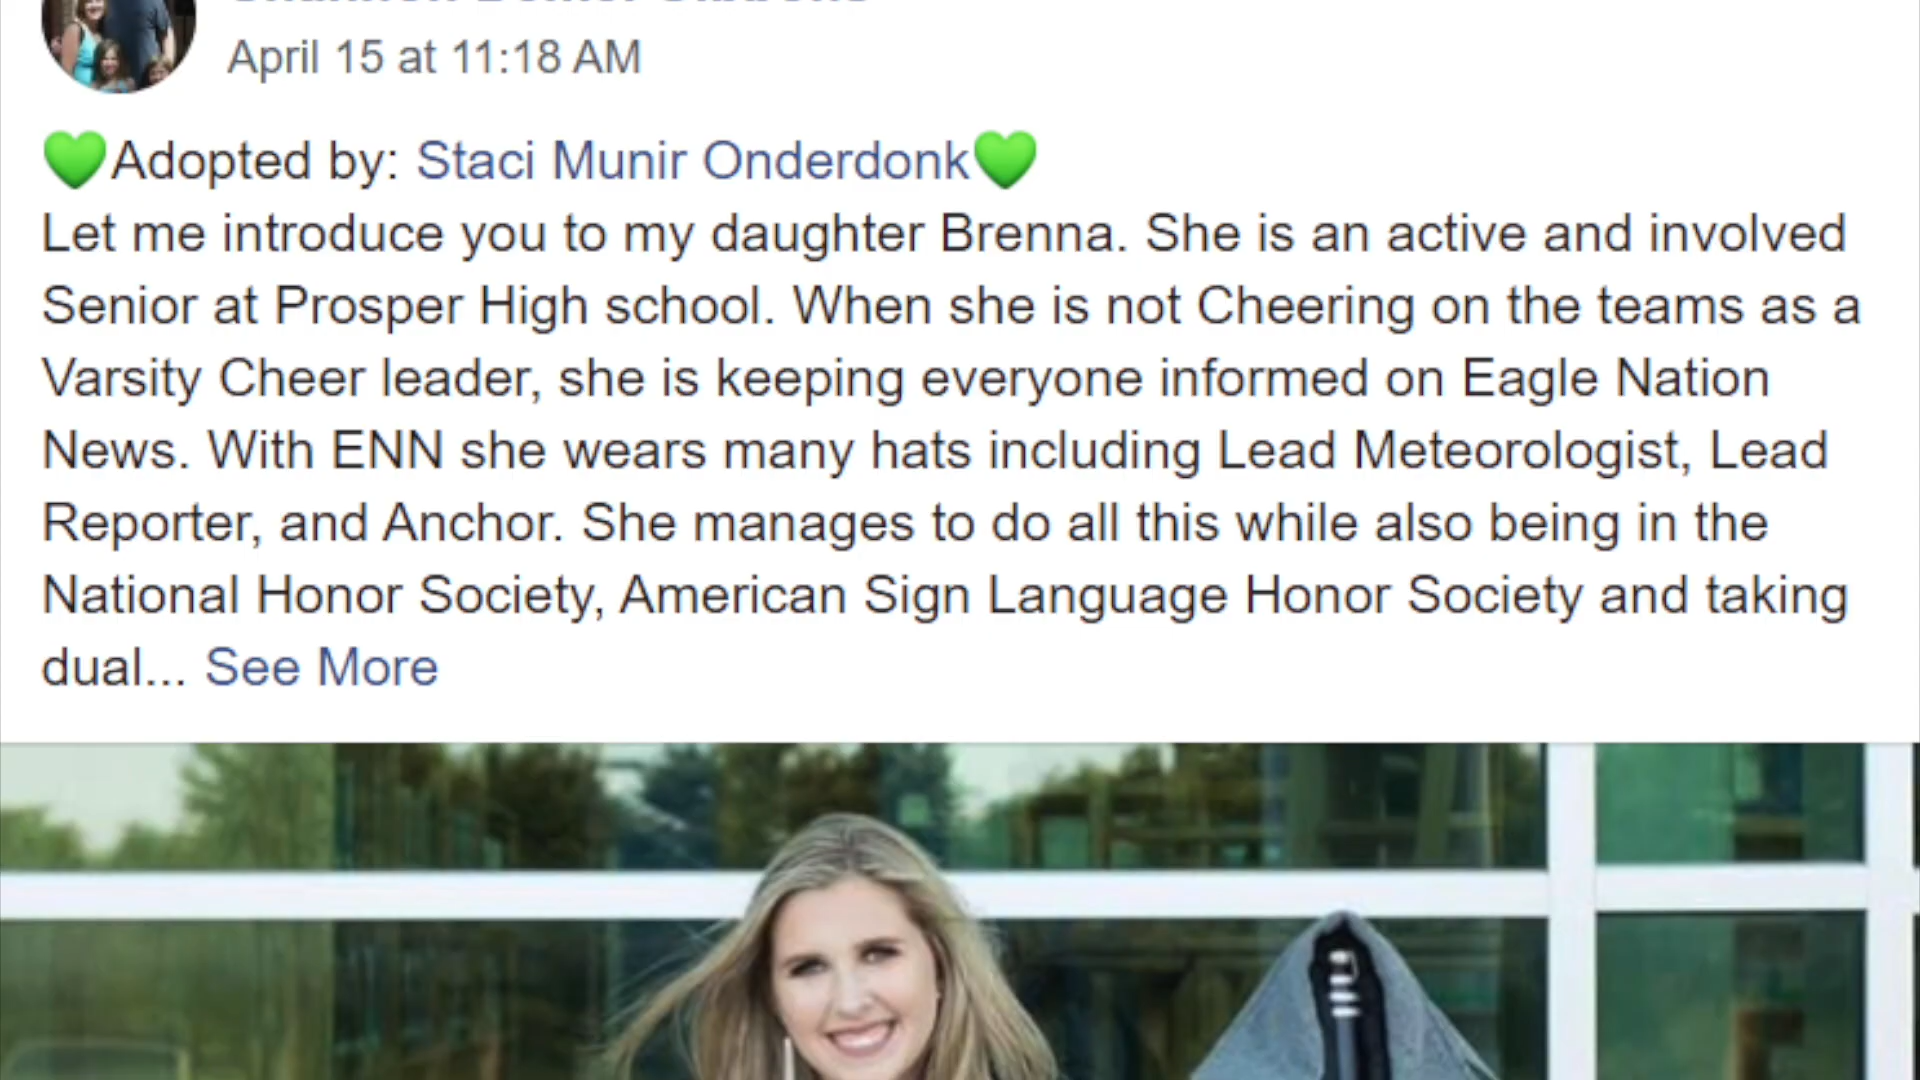 April 15 at 11:18 AM
💚Adopted by: Staci Munir Onderdonk💚
Let me introduce you to my daughter Brenna. She is an active and involved
Senior at Prosper High school. When she is not Cheering on the teams as a
Varsity Cheer leader, she is keeping everyone informed on Eagle Nation
News. With ENN she wears many hats including Lead Meteorologist, Lead
Reporter, and Anchor. She manages to do all this while also being in the
National Honor Society, American Sign Language Honor Society and taking
dual... See More